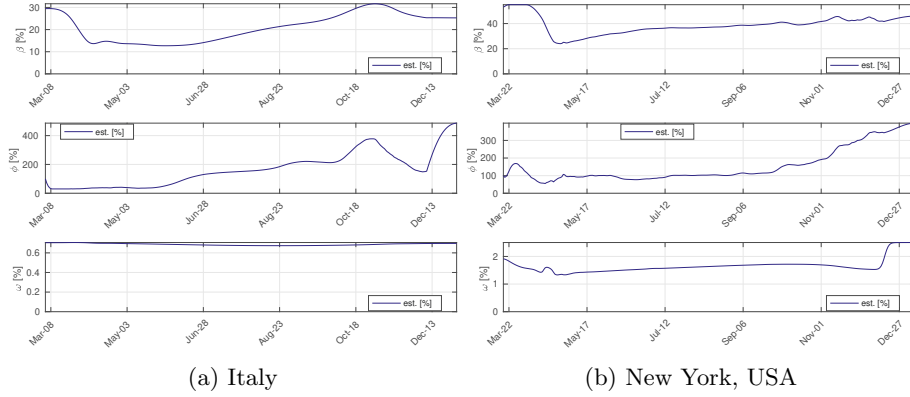 30
20
10
0
β [%]
est. [%]
Mar-08
May-03
Jun-28
Aug-23
Oct-18
Dec-13
400
200
0
ϕ [%]
est. [%]
Mar-08
May-03
Jun-28
Aug-23
Oct-18
Dec-13
0.6
0.4
0.2
0
ω [%]
est. [%]
Mar-08
May-03
Jun-28
Aug-23
Oct-18
Dec-13
(a) Italy
40
20
0
β [%]
est. [%]
Mar-22
May-17
Jul-12
Sep-06
Nov-01
Dec-27
300
200
100
0
ϕ [%]
est. [%]
Mar-22
May-17
Jul-12
Sep-06
Nov-01
Dec-27
2
1
0
ω [%]
est. [%]
Mar-22
May-17
Jul-12
Sep-06
Nov-01
Dec-27
(b) New York, USA